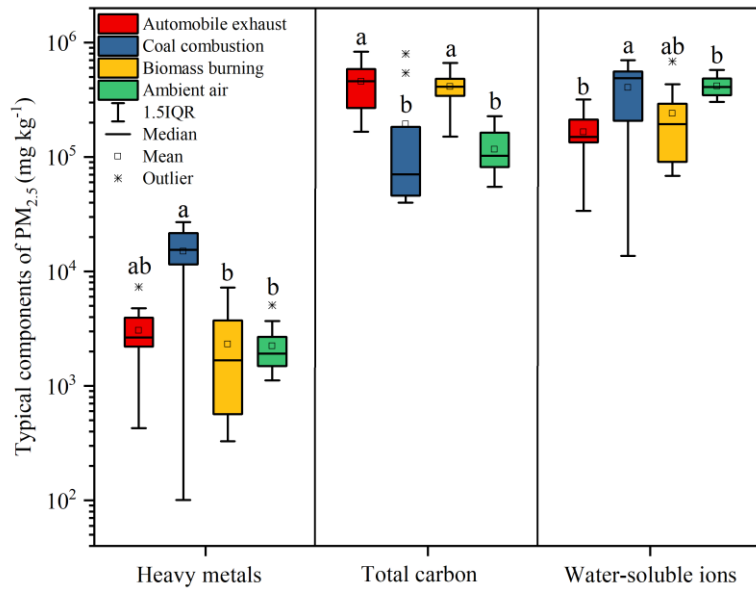 Typical components of PM2.5 (mg kg-1)
10^6
10^5
10^4
10^3
10^2
Automobile exhaust
Coal combustion
Biomass burning
Ambient air
1.5IQR
Median
Mean
Outlier
ab
a
b
b
a
b
a
b
b
a
ab
b
Heavy metals
Total carbon
Water-soluble ions